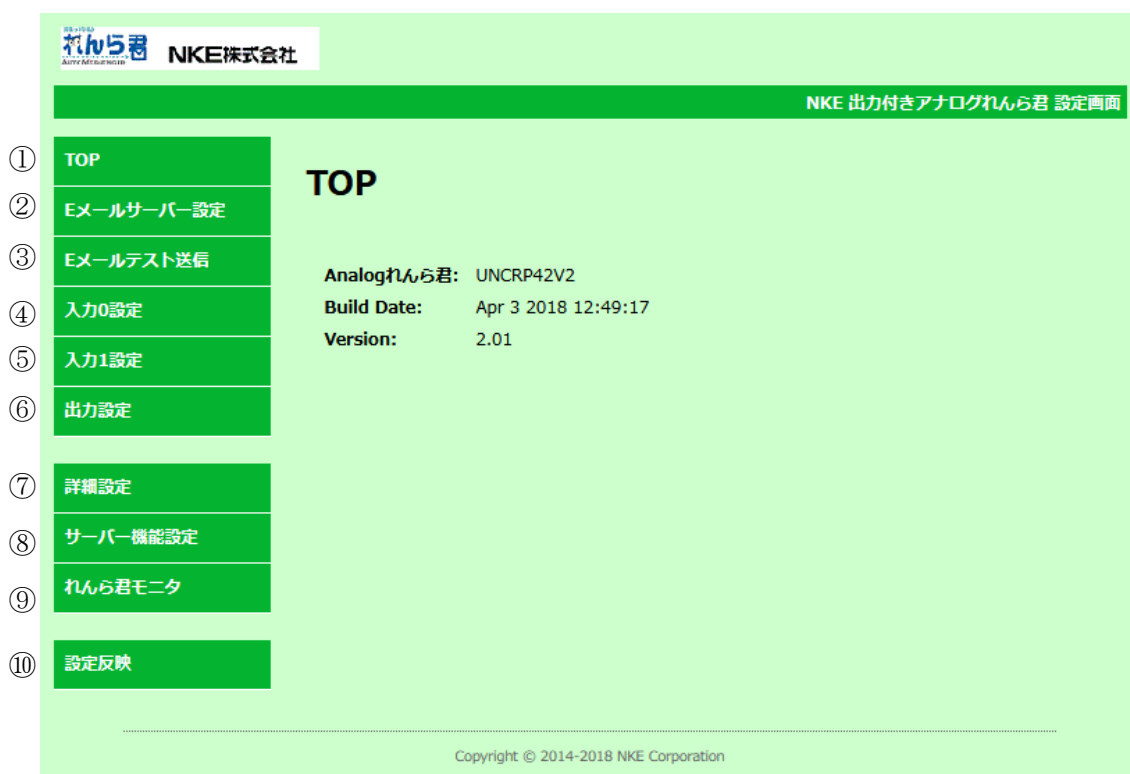 れんら君 NKE株式会社
NKE 出力付きアナログれんら君 設定画面
① TOP
② Eメールサーバー設定
③ Eメールテスト送信
④ 入力0設定
⑤ 入力1設定
⑥ 出力設定
⑦ 詳細設定
⑧ サーバー機能設定
⑨ れんら君モニタ
⑩ 設定反映
TOP
Analogれんら君: UNCRP42V2
Build Date: Apr 3 2018 12:49:17
Version: 2.01
Copyright © 2014-2018 NKE Corporation